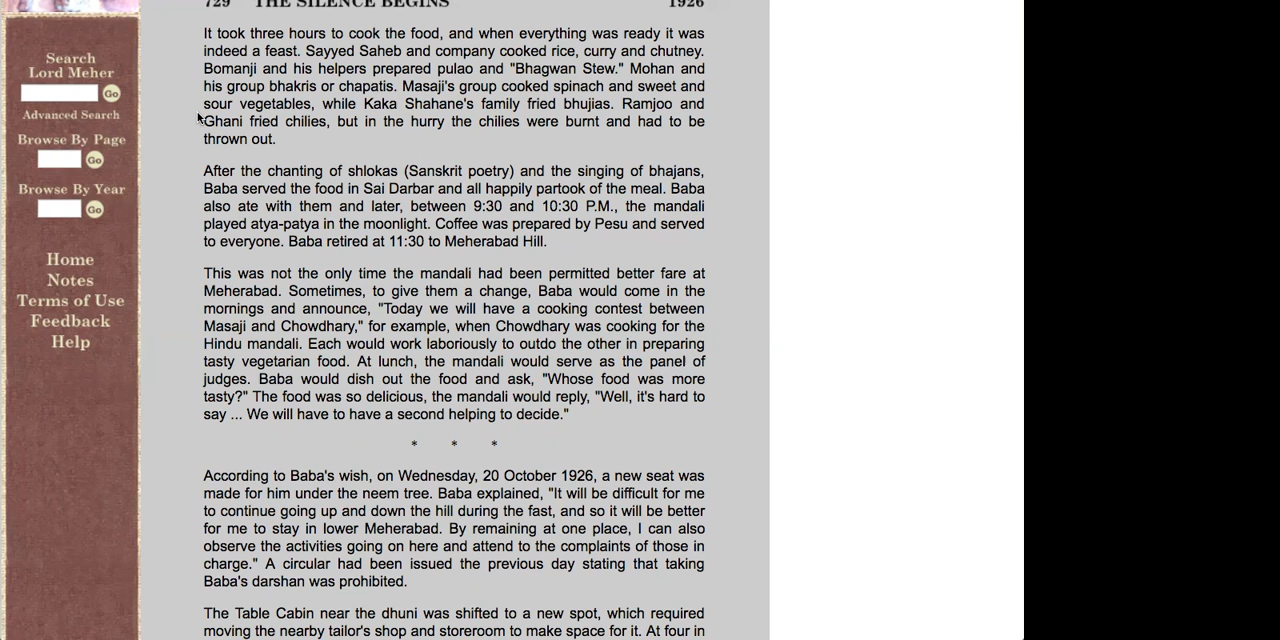 729 THE SILENCE BEGINS 1926
Search
Lord Meher
Go
Advanced Search
Browse By Page
Go
Browse By Year
Go
Home
Notes
Terms of Use
Feedback
Help
It took three hours to cook the food, and when everything was ready it was
indeed a feast. Sayyed Saheb and company cooked rice, curry and chutney.
Bomanji and his helpers prepared pulao and "Bhagwan Stew." Mohan and
his group bhakris or chapatis. Masaji's group cooked spinach and sweet and
sour vegetables, while Kaka Shahane's family fried bhujias. Ramjoo and
Ghani fried chilies, but in the hurry the chilies were burnt and had to be
thrown out.
After the chanting of shlokas (Sanskrit poetry) and the singing of bhajans,
Baba served the food in Sai Darbar and all happily partook of the meal. Baba
also ate with them and later, between 9:30 and 10:30 P.M., the mandali
played atya-patya in the moonlight. Coffee was prepared by Pesu and served
to everyone. Baba retired at 11:30 to Meherabad Hill.
This was not the only time the mandali had been permitted better fare at
Meherabad. Sometimes, to give them a change, Baba would come in the
mornings and announce, "Today we will have a cooking contest between
Masaji and Chowdhary," for example, when Chowdhary was cooking for the
Hindu mandali. Each would work laboriously to outdo the other in preparing
tasty vegetarian food. At lunch, the mandali would serve as the panel of
judges. Baba would dish out the food and ask, "Whose food was more
tasty?" The food was so delicious, the mandali would reply, "Well, it's hard to
say ... We will have to have a second helping to decide."
* * *
According to Baba's wish, on Wednesday, 20 October 1926, a new seat was
made for him under the neem tree. Baba explained, "It will be difficult for me
to continue going up and down the hill during the fast, and so it will be better
for me to stay in lower Meherabad. By remaining at one place, I can also
observe the activities going on here and attend to the complaints of those in
charge." A circular had been issued the previous day stating that taking
Baba's darshan was prohibited.
The Table Cabin near the dhuni was shifted to a new spot, which required
moving the nearby tailor's shop and storeroom to make space for it. At four in